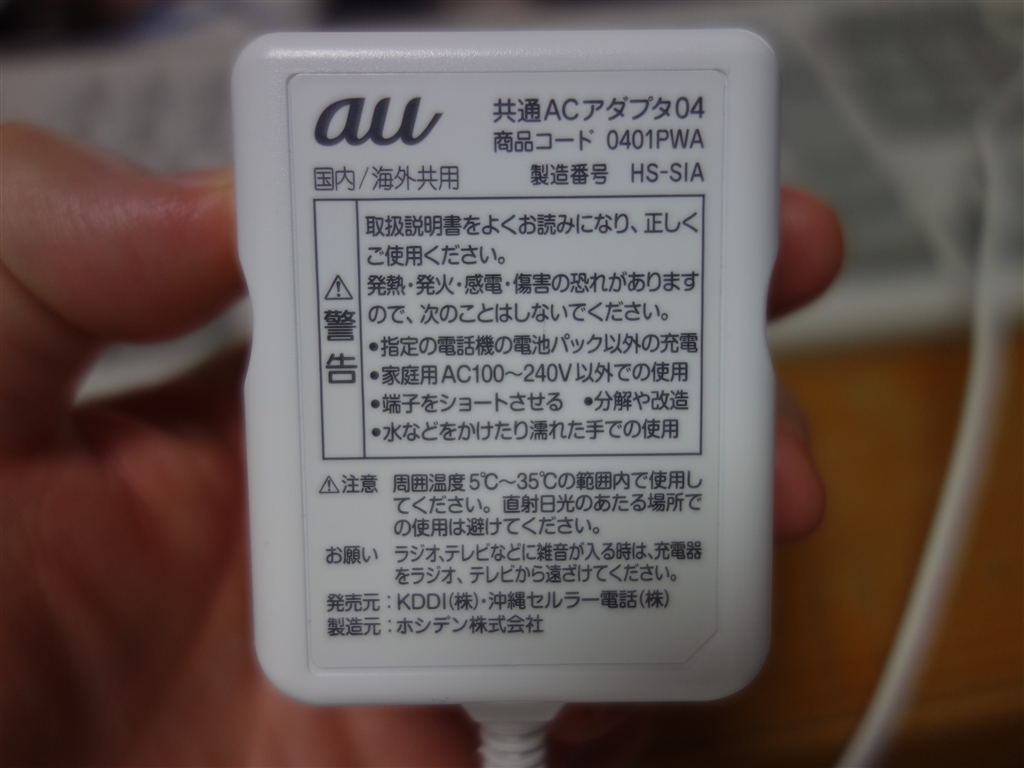 au
共通ACアダプタ04
商品コード 0401PWA
国内/海外共用
製造番号 HS-SIA
⚠警告
取扱説明書をよくお読みになり、正しく
ご使用ください。
発熱・発火・感電・傷害の恐れがあります
ので、次のことはしないでください。
•指定の電話機の電池パック以外の充電
•家庭用AC100〜240V以外での使用
•端子をショートさせる •分解や改造
•水などをかけたり濡れた手での使用
⚠注意 周囲温度5℃〜35℃の範囲内で使用し
てください。直射日光のあたる場所で
の使用は避けてください。
お願い ラジオ、テレビなどに雑音が入る時は、充電器
をラジオ、テレビから遠ざけてください。
発売元:KDDI(株)・沖縄セルラー電話(株)
製造元:ホシデン株式会社